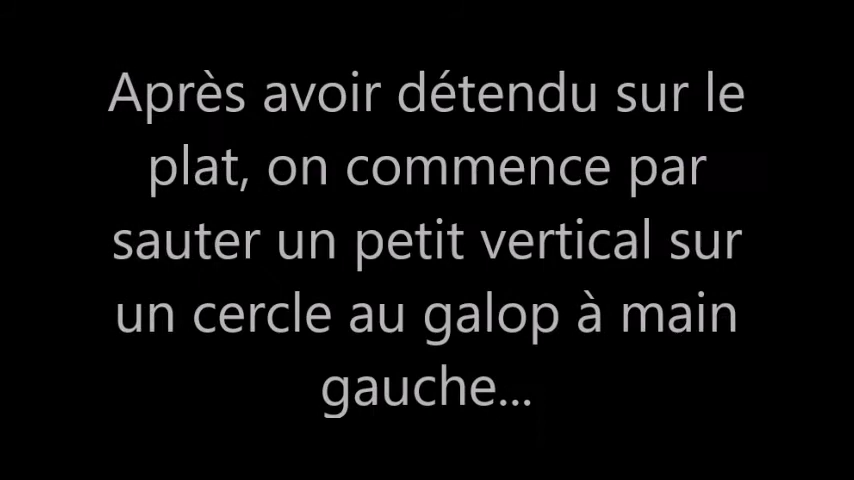 Après avoir détendu sur le
plat, on commence par
sauter un petit vertical sur
un cercle au galop à main
gauche...